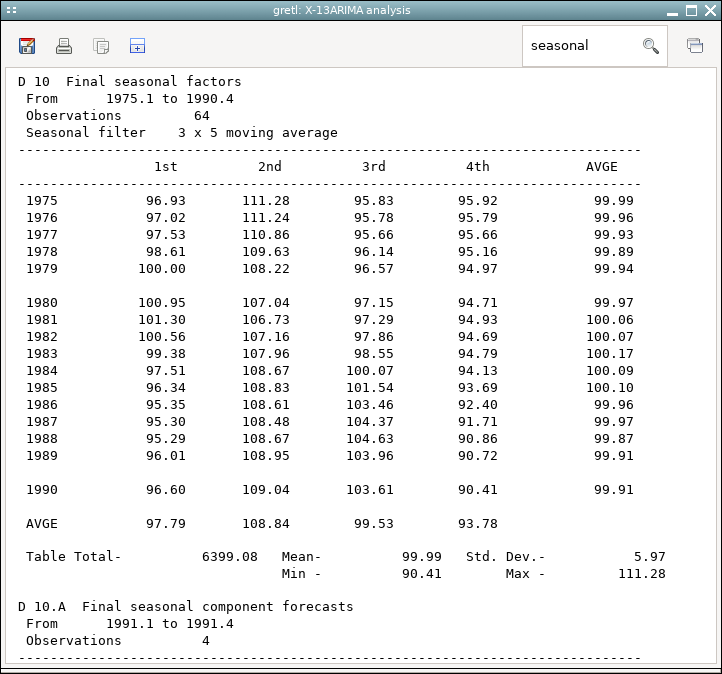 gretl: X-13ARIMA analysis
seasonal
D 10  Final seasonal factors
 From      1975.1 to 1990.4
 Observations         64
 Seasonal filter    3 x 5 moving average
------------------------------------------------------------------------------
                 1st          2nd          3rd          4th            AVGE
------------------------------------------------------------------------------
 1975           96.93       111.28        95.83        95.92           99.99
 1976           97.02       111.24        95.78        95.79           99.96
 1977           97.53       110.86        95.66        95.66           99.93
 1978           98.61       109.63        96.14        95.16           99.89
 1979          100.00       108.22        96.57        94.97           99.94
 1980          100.95       107.04        97.15        94.71           99.97
 1981          101.30       106.73        97.29        94.93          100.06
 1982          100.56       107.16        97.86        94.69          100.07
 1983           99.38       107.96        98.55        94.79          100.17
 1984           97.51       108.67       100.07        94.13          100.09
 1985           96.34       108.83       101.54        93.69          100.10
 1986           95.35       108.61       103.46        92.40           99.96
 1987           95.30       108.48       104.37        91.71           99.97
 1988           95.29       108.67       104.63        90.86           99.87
 1989           96.01       108.95       103.96        90.72           99.91
 1990           96.60       109.04       103.61        90.41           99.91
 AVGE           97.79       108.84        99.53        93.78
 Table Total-          6399.08   Mean-          99.99   Std. Dev.-           5.97
                                 Min -          90.41        Max -         111.28
D 10.A  Final seasonal component forecasts
 From      1991.1 to 1991.4
 Observations          4
------------------------------------------------------------------------------